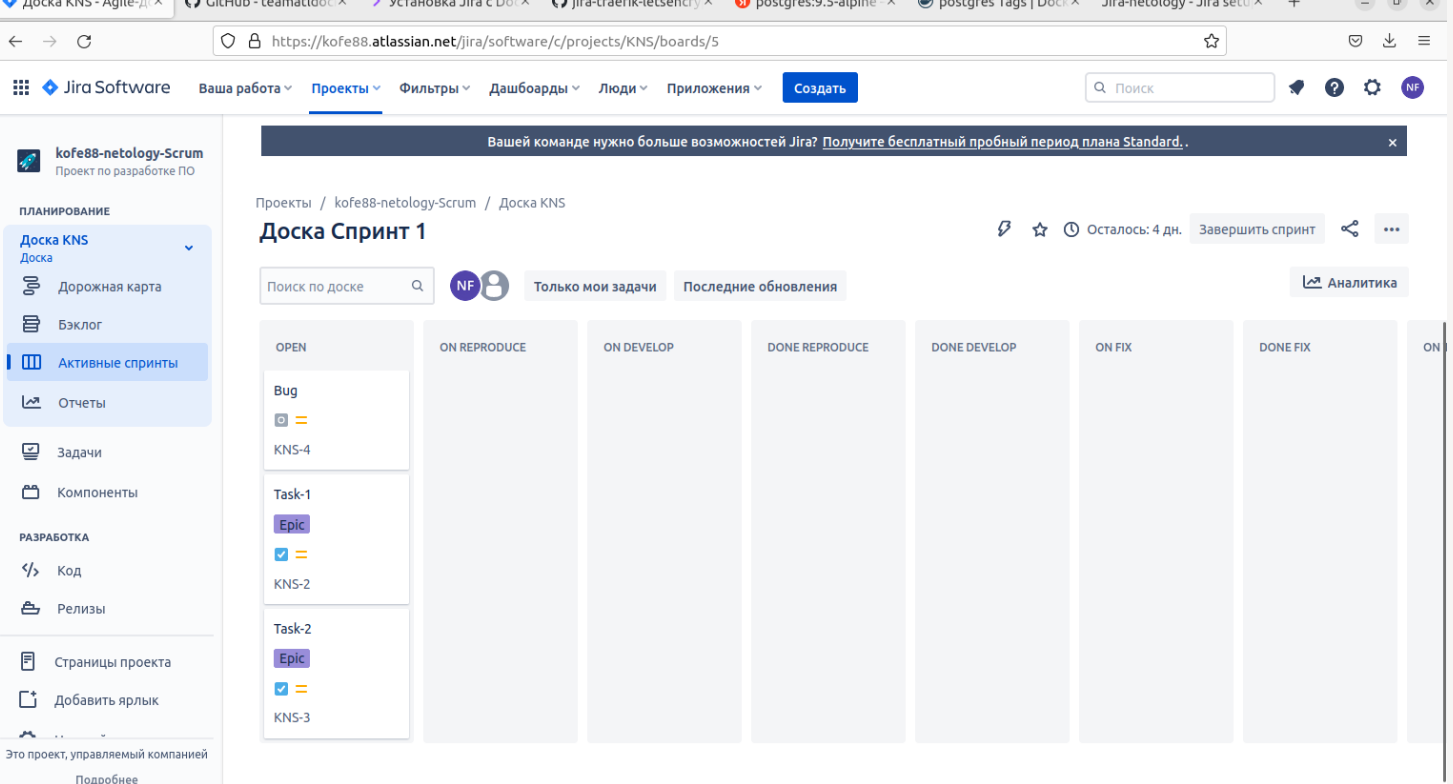 Доска KNS - Agile-д
GitHub - teamatldoc
Установка Jira с Do
jira-traefik-letsencry
postgres:9.5-alpine -
postgres Tags | Dock
Jira-netology - Jira setu
https://kofe88.atlassian.net/jira/software/c/projects/KNS/boards/5
Jira Software
Ваша работа
Проекты
Фильтры
Дашбоарды
Люди
Приложения
Создать
Поиск
NF
kofe88-netology-Scrum
Проект по разработке ПО
Вашей команде нужно больше возможностей Jira? Получите бесплатный пробный период плана Standard. .
ПЛАНИРОВАНИЕ
Доска KNS
Доска
Дорожная карта
Бэклог
Активные спринты
Отчеты
Задачи
Компоненты
РАЗРАБОТКА
Код
Релизы
Страницы проекта
Добавить ярлык
Это проект, управляемый компанией
Подробнее
Проекты / kofe88-netology-Scrum / Доска KNS
Доска Спринт 1
Осталось: 4 дн.
Завершить спринт
Поиск по доске
NF
Только мои задачи
Последние обновления
Аналитика
OPEN
ON REPRODUCE
ON DEVELOP
DONE REPRODUCE
DONE DEVELOP
ON FIX
DONE FIX
ON
Bug
KNS-4
Task-1
Epic
KNS-2
Task-2
Epic
KNS-3